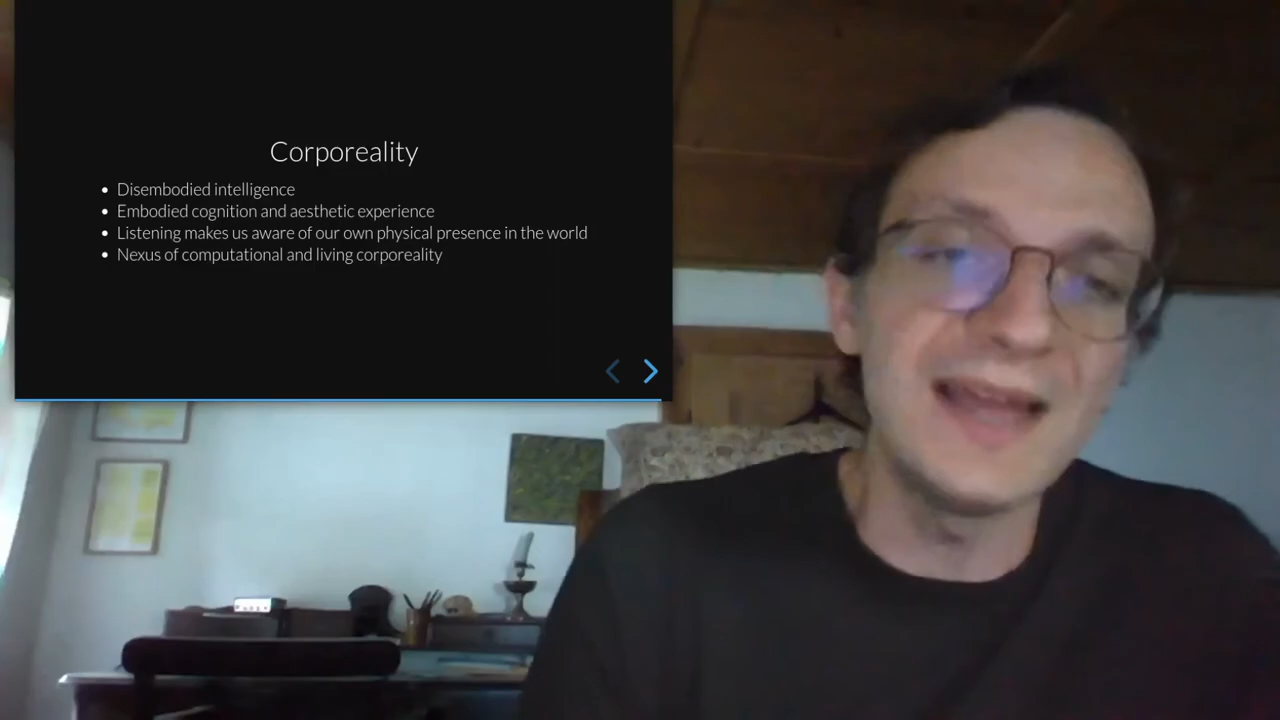 Corporeality
Disembodied intelligence
Embodied cognition and aesthetic experience
Listening makes us aware of our own physical presence in the world
Nexus of computational and living corporeality